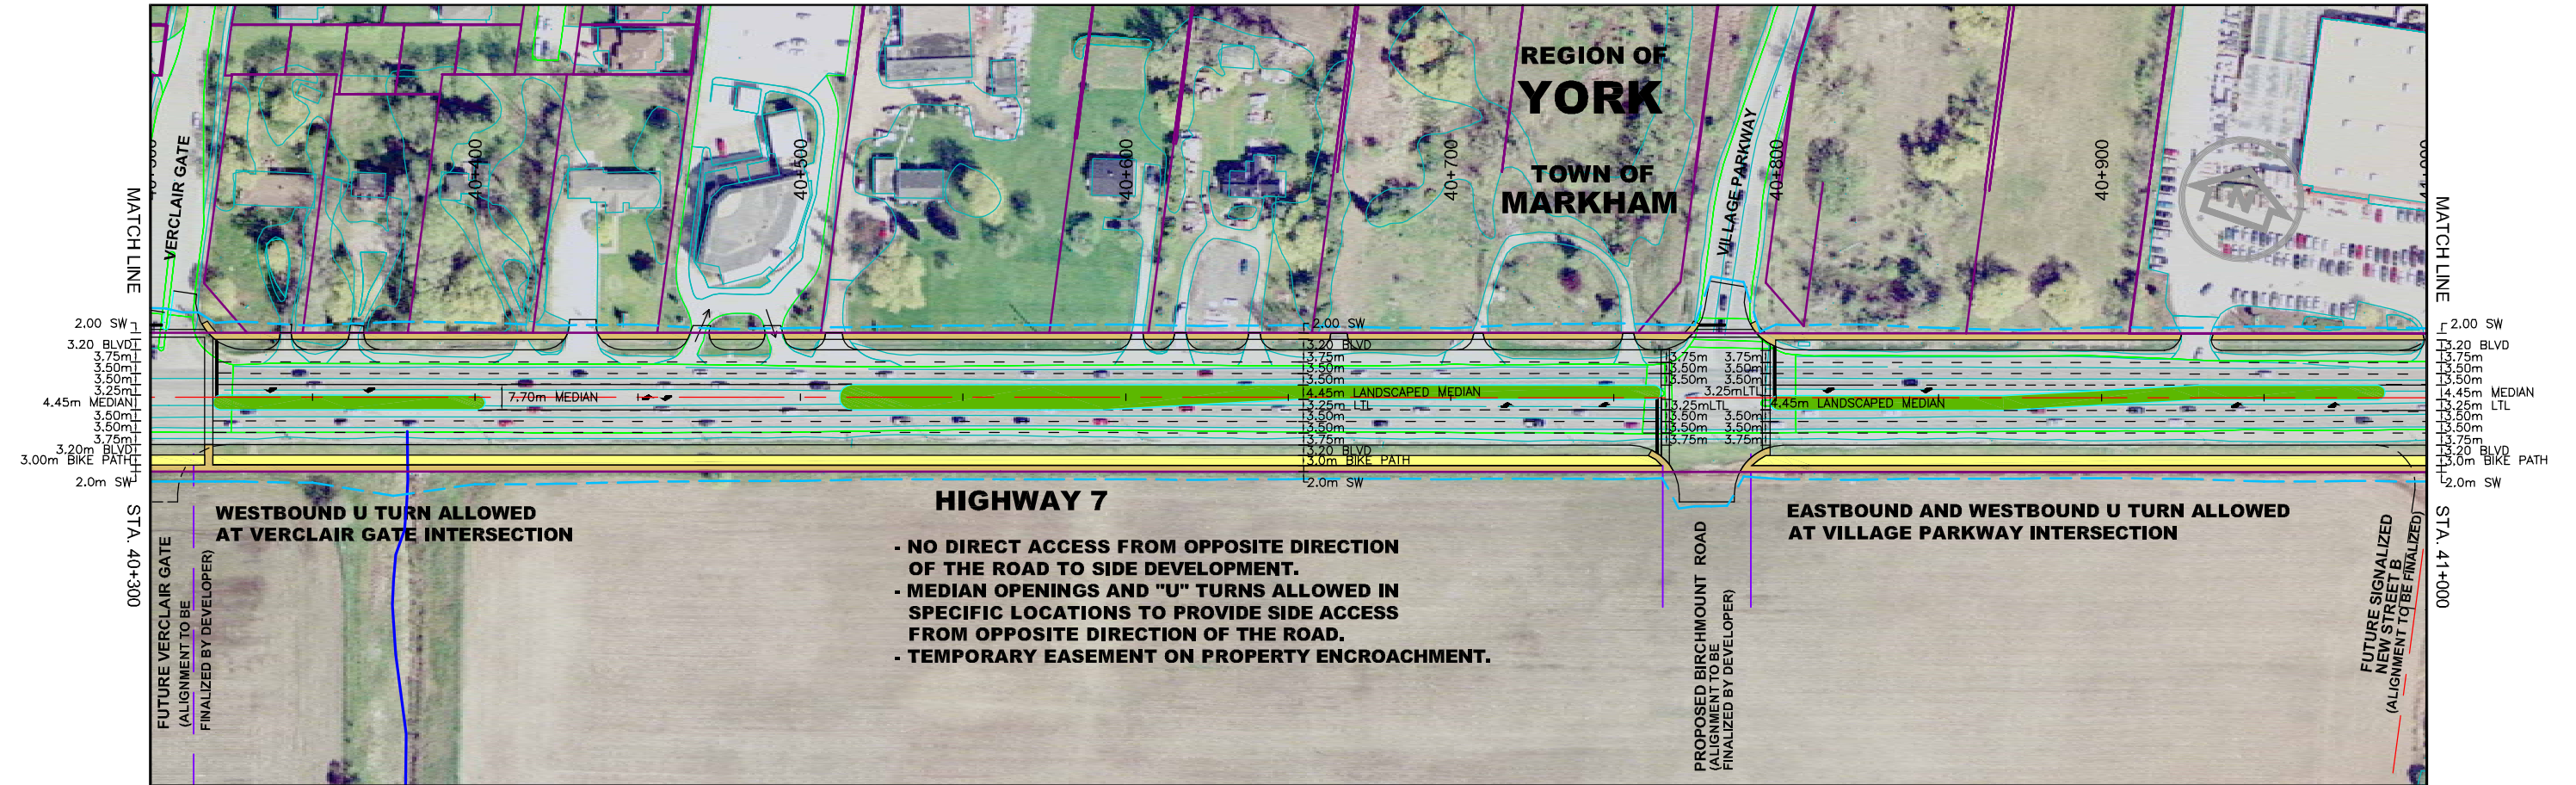 REGION OF
YORK
TOWN OF
MARKHAM
VERCLAIR GATE
VILLAGE PARKWAY
40+400
40+500
40+600
40+700
40+800
40+900
N
MATCH LINE
STA. 40+300
MATCH LINE
STA. 41+000
2.00 SW
3.20 BLVD
3.75m
3.50m
3.50m
3.25m
4.45m MEDIAN
3.50m
3.50m
3.75m
3.20m BLVD
3.00m BIKE PATH
2.0m SW
7.70m MEDIAN
2.00 SW
3.20 BLVD
3.75m
3.50m
3.50m
4.45m LANDSCAPED MEDIAN
3.25m LTL
3.50m
3.50m
3.75m
3.20 BLVD
3.0m BIKE PATH
2.0m SW
3.75m 3.75m
3.50m 3.50m
3.50m 3.50m
3.25mLTL
3.25mLTL
3.50m 3.50m
3.50m 3.50m
3.75m 3.75m
4.45m LANDSCAPED MEDIAN
2.00 SW
3.20 BLVD
3.75m
3.50m
3.50m
4.45m MEDIAN
3.25m LTL
3.50m
3.50m
3.75m
3.20 BLVD
3.0m BIKE PATH
2.0m SW
HIGHWAY 7
WESTBOUND U TURN ALLOWED
AT VERCLAIR GATE INTERSECTION
- NO DIRECT ACCESS FROM OPPOSITE DIRECTION
OF THE ROAD TO SIDE DEVELOPMENT.
- MEDIAN OPENINGS AND "U" TURNS ALLOWED IN
SPECIFIC LOCATIONS TO PROVIDE SIDE ACCESS
FROM OPPOSITE DIRECTION OF THE ROAD.
- TEMPORARY EASEMENT ON PROPERTY ENCROACHMENT.
EASTBOUND AND WESTBOUND U TURN ALLOWED
AT VILLAGE PARKWAY INTERSECTION
FUTURE VERCLAIR GATE
(ALIGNMENT TO BE
FINALIZED BY DEVELOPER)
PROPOSED BIRCHMOUNT ROAD
(ALIGNMENT TO BE
FINALIZED BY DEVELOPER)
FUTURE SIGNALIZED
NEW STREET B
(ALIGNMENT TO BE FINALIZED)